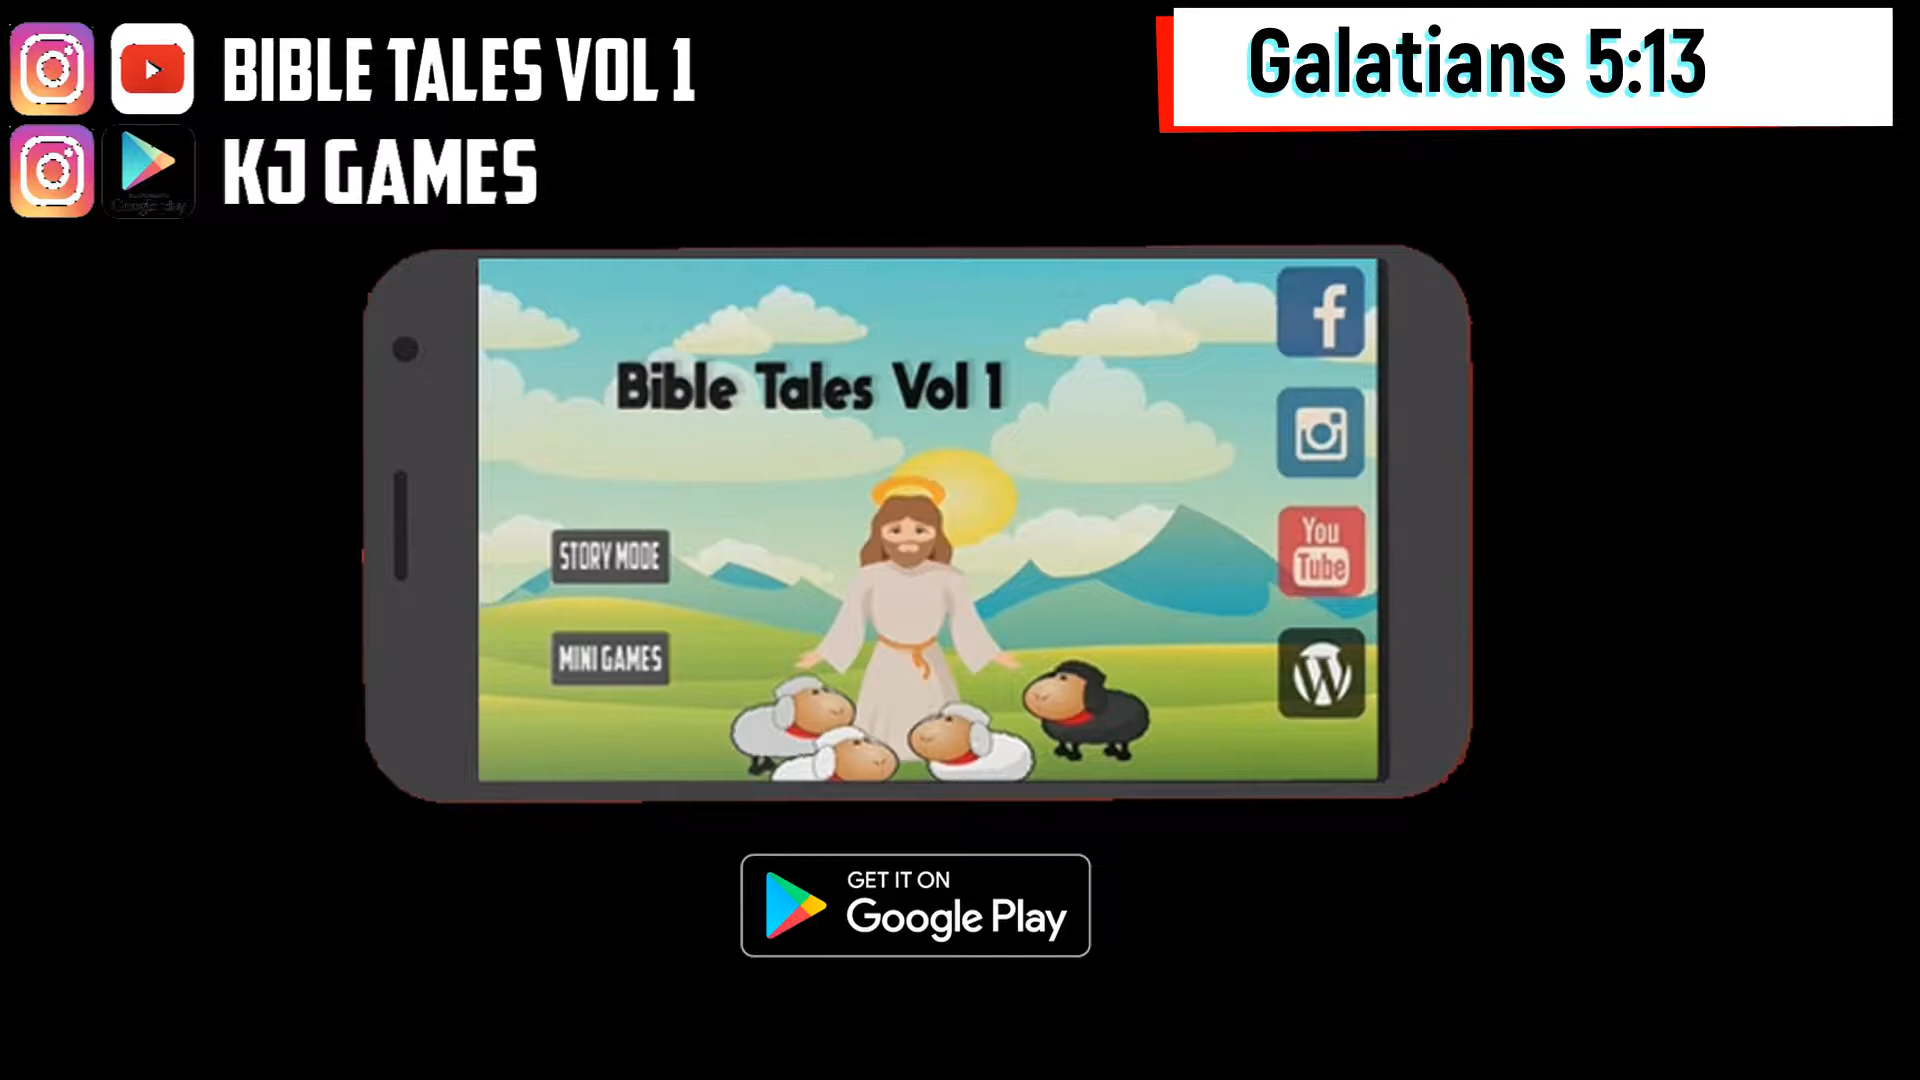 BIBLE TALES VOL 1
KJ GAMES
Galatians 5:13
Bible Tales Vol 1
STORY MODE
MINI GAMES
f
You
Tube
W
GET IT ON
Google Play